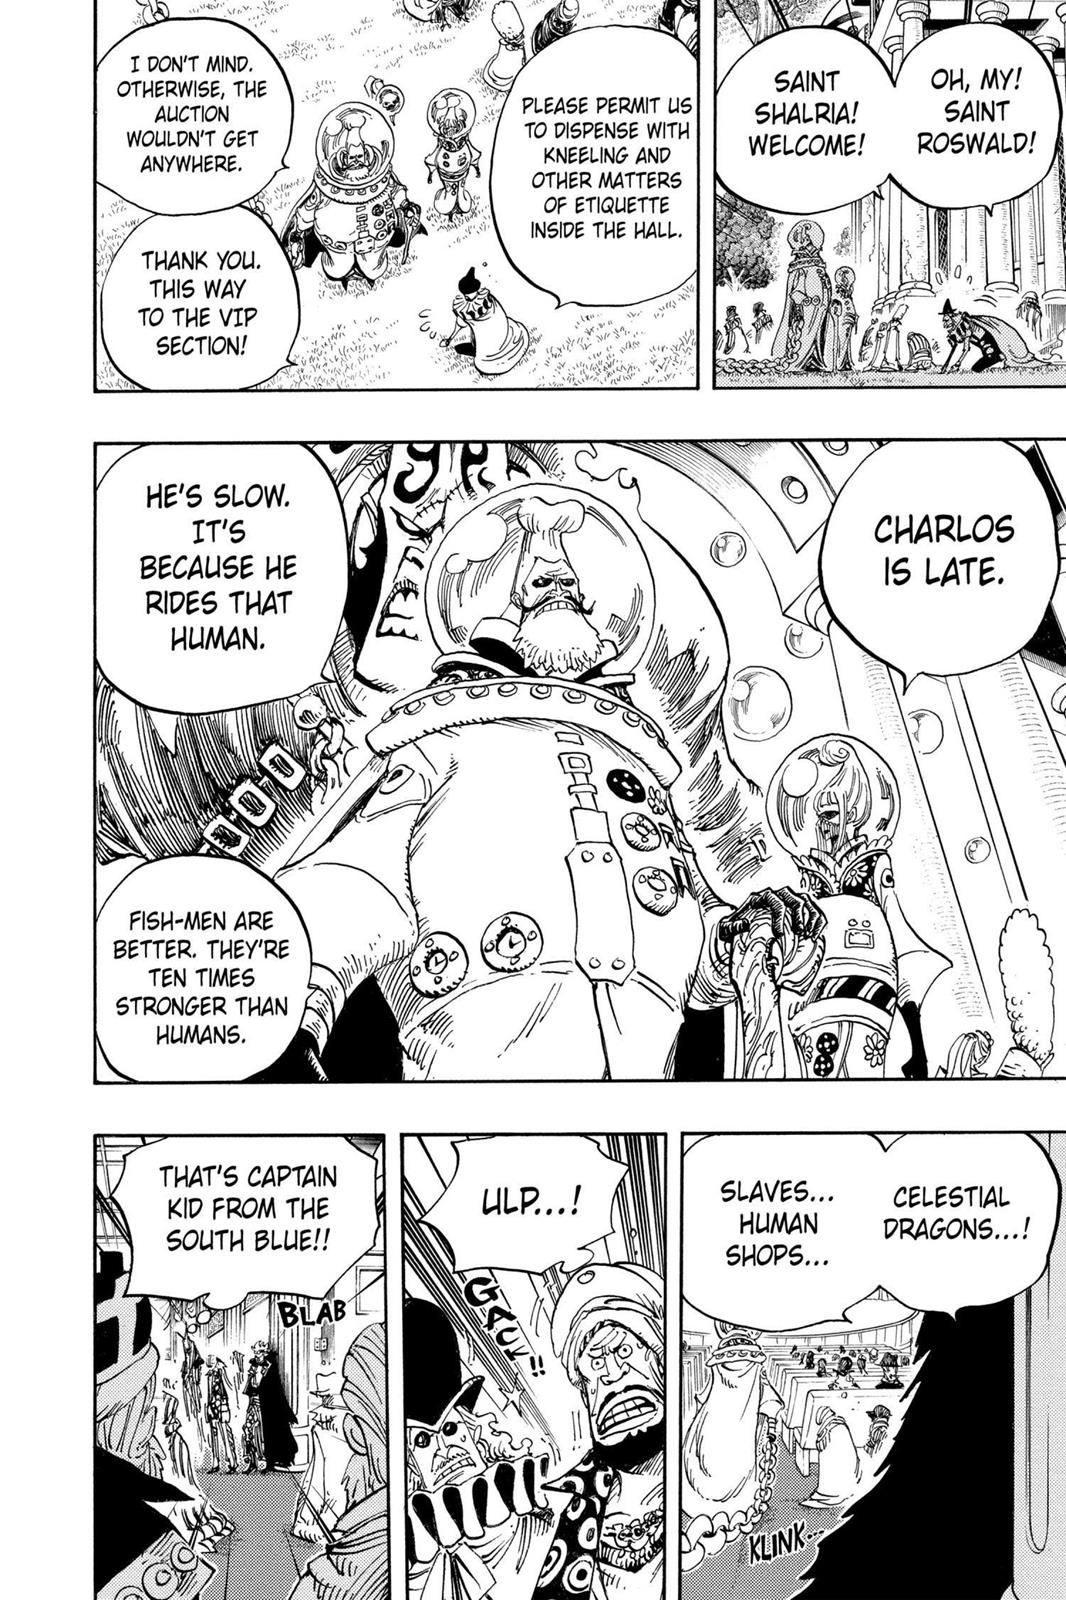 OH, MY!
SAINT
ROSWALD!
SAINT
SHALRIA!
WELCOME!
PLEASE PERMIT US
TO DISPENSE WITH
KNEELING AND
OTHER MATTERS
OF ETIQUETTE
INSIDE THE HALL.
I DON'T MIND.
OTHERWISE, THE
AUCTION
WOULDN'T GET
ANYWHERE.
THANK YOU.
THIS WAY
TO THE VIP
SECTION!
CHARLOS
IS LATE.
HE'S SLOW.
IT'S
BECAUSE HE
RIDES THAT
HUMAN.
FISH-MEN ARE
BETTER. THEY'RE
TEN TIMES
STRONGER THAN
HUMANS.
CELESTIAL
DRAGONS...!
SLAVES...
HUMAN
SHOPS...
KLINK...
ULP...!
GACK!!
THAT'S CAPTAIN
KID FROM THE
SOUTH BLUE!!
BLAB